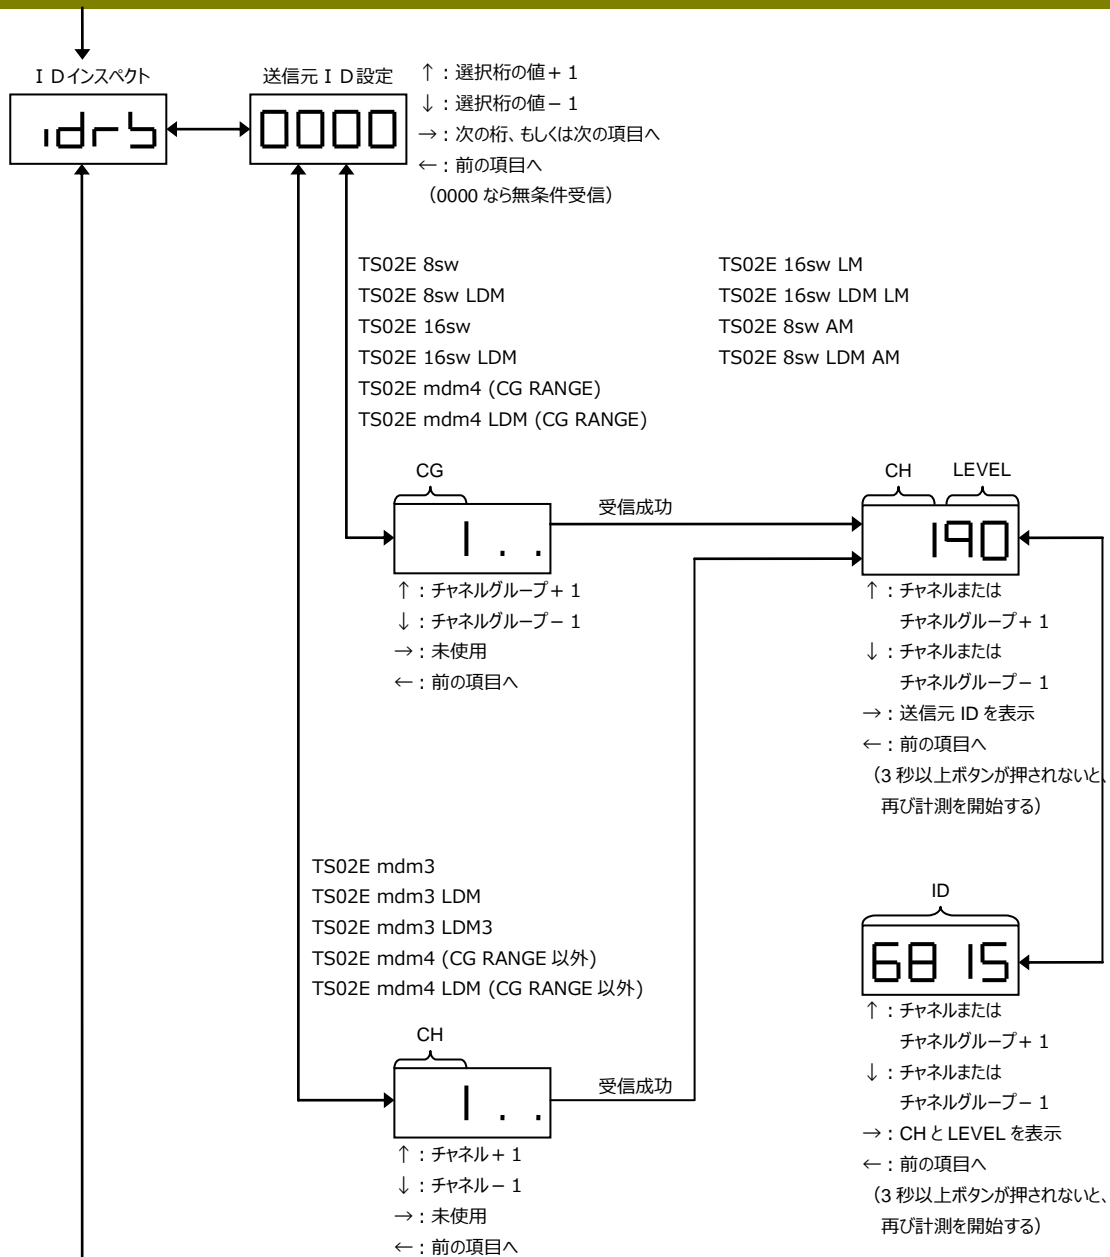 ＩＤインスペクト
idrS
送信元ＩＤ設定
0000
↑：選択桁の値＋1
↓：選択桁の値－1
→：次の桁、もしくは次の項目へ
←：前の項目へ
（0000 なら無条件受信）
TS02E 8sw
TS02E 8sw LDM
TS02E 16sw
TS02E 16sw LDM
TS02E mdm4 (CG RANGE)
TS02E mdm4 LDM (CG RANGE)
TS02E 16sw LM
TS02E 16sw LDM LM
TS02E 8sw AM
TS02E 8sw LDM AM
CG
1 . .
↑：チャネルグループ＋1
↓：チャネルグループ－1
→：未使用
←：前の項目へ
受信成功
CH LEVEL
190
↑：チャネルまたは
チャネルグループ＋1
↓：チャネルまたは
チャネルグループ－1
→：送信元 ID を表示
←：前の項目へ
（3 秒以上ボタンが押されないと、
再び計測を開始する）
TS02E mdm3
TS02E mdm3 LDM
TS02E mdm3 LDM3
TS02E mdm4 (CG RANGE 以外)
TS02E mdm4 LDM (CG RANGE 以外)
CH
1 . .
↑：チャネル＋1
↓：チャネル－1
→：未使用
←：前の項目へ
受信成功
ID
6815
↑：チャネルまたは
チャネルグループ＋1
↓：チャネルまたは
チャネルグループ－1
→：CH と LEVEL を表示
←：前の項目へ
（3 秒以上ボタンが押されないと、
再び計測を開始する）